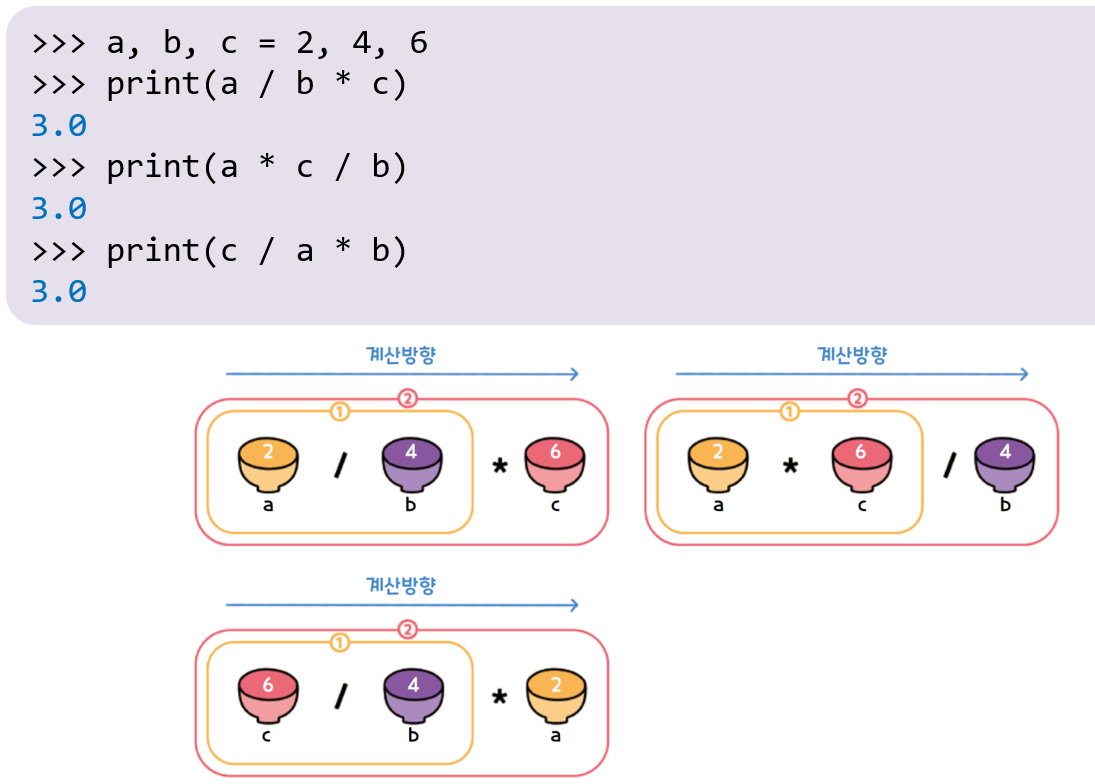 >>> a, b, c = 2, 4, 6
>>> print(a / b * c)
3.0
>>> print(a * c / b)
3.0
>>> print(c / a * b)
3.0
계산방향
② 
①
2 / 4 * 6
a b c
계산방향
②
①
2 * 6 / 4
a c b
계산방향
②
①
6 / 4 * 2
c b a